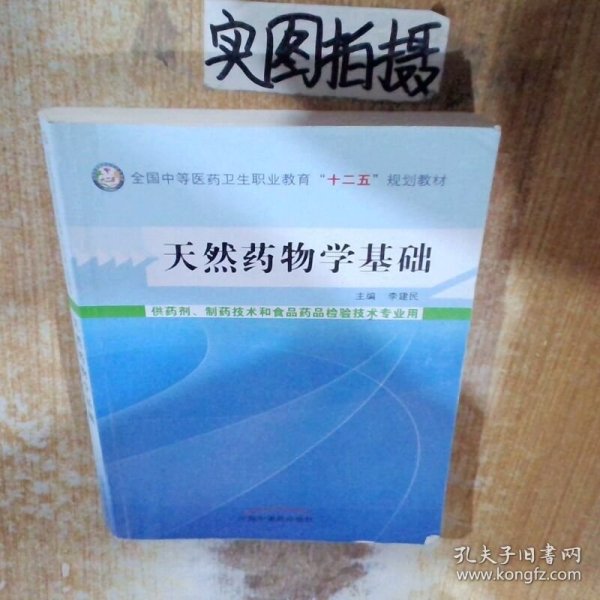 实图拍摄
全国中等医药卫生职业教育“十二五”规划教材
天然药物学基础
主编 李建民
供药剂、制药技术和食品药品检验技术专业用
孔夫子旧书网
www.kongfz.com